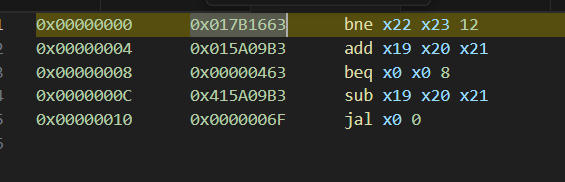 1 0x00000000 0x017B1663 bne x22 x23 12
2 0x00000004 0x015A09B3 add x19 x20 x21
3 0x00000008 0x00000463 beq x0 x0 8
4 0x0000000C 0x415A09B3 sub x19 x20 x21
5 0x00000010 0x0000006F jal x0 0
6